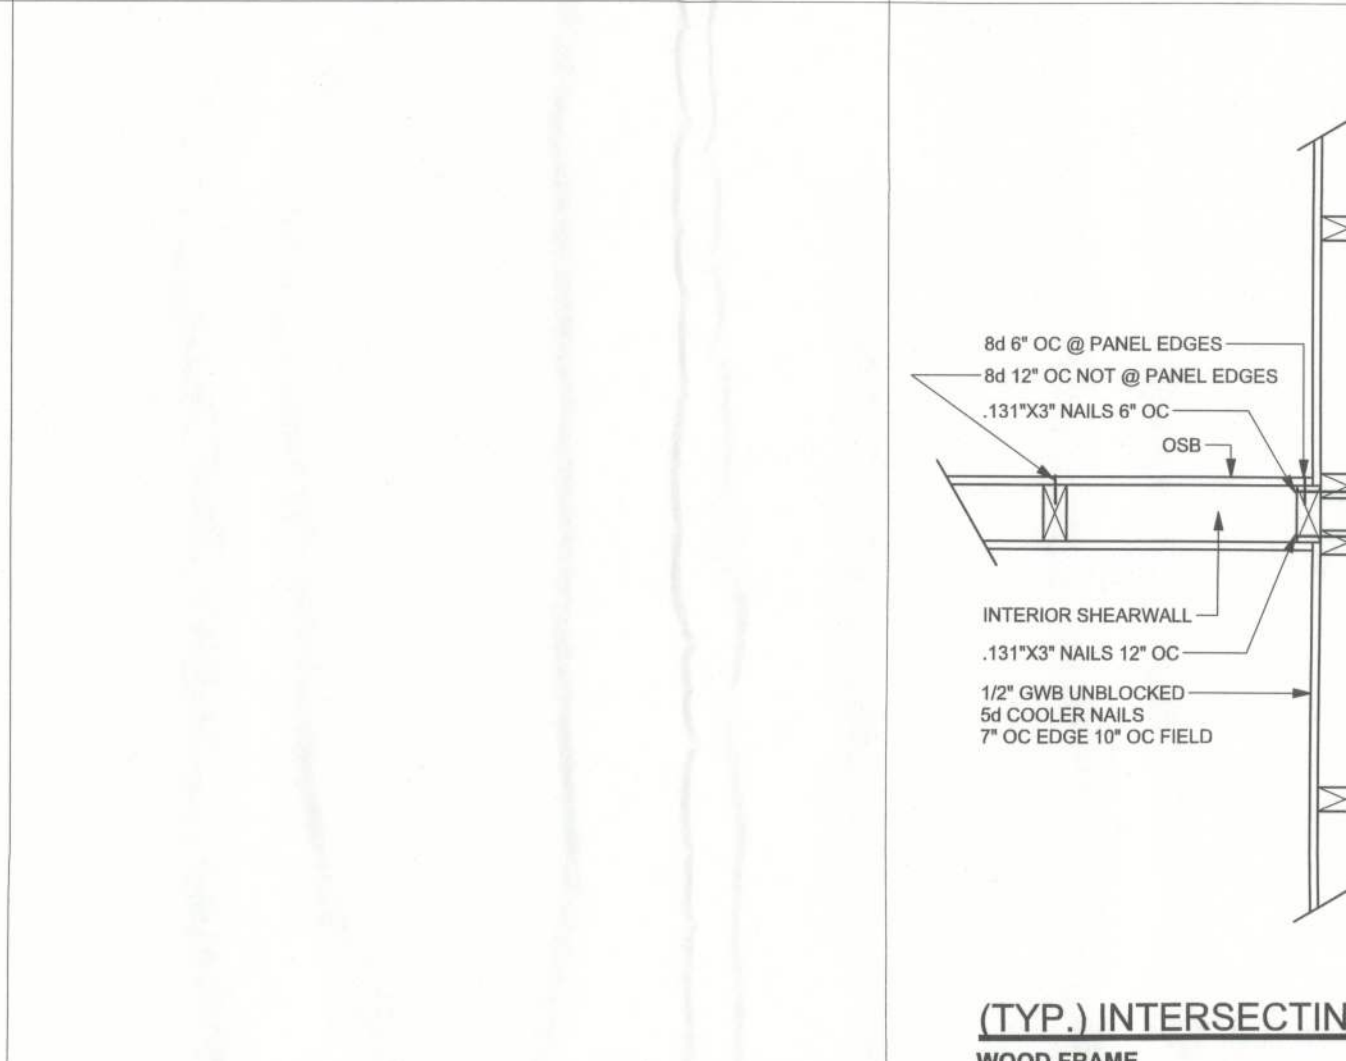 8d 6" OC @ PANEL EDGES
8d 12" OC NOT @ PANEL EDGES
.131"X3" NAILS 6" OC
OSB
INTERIOR SHEARWALL
.131"X3" NAILS 12" OC
1/2" GWB UNBLOCKED
5d COOLER NAILS
7" OC EDGE 10" OC FIELD
(TYP.) INTERSECTIN
WOOD FRAME